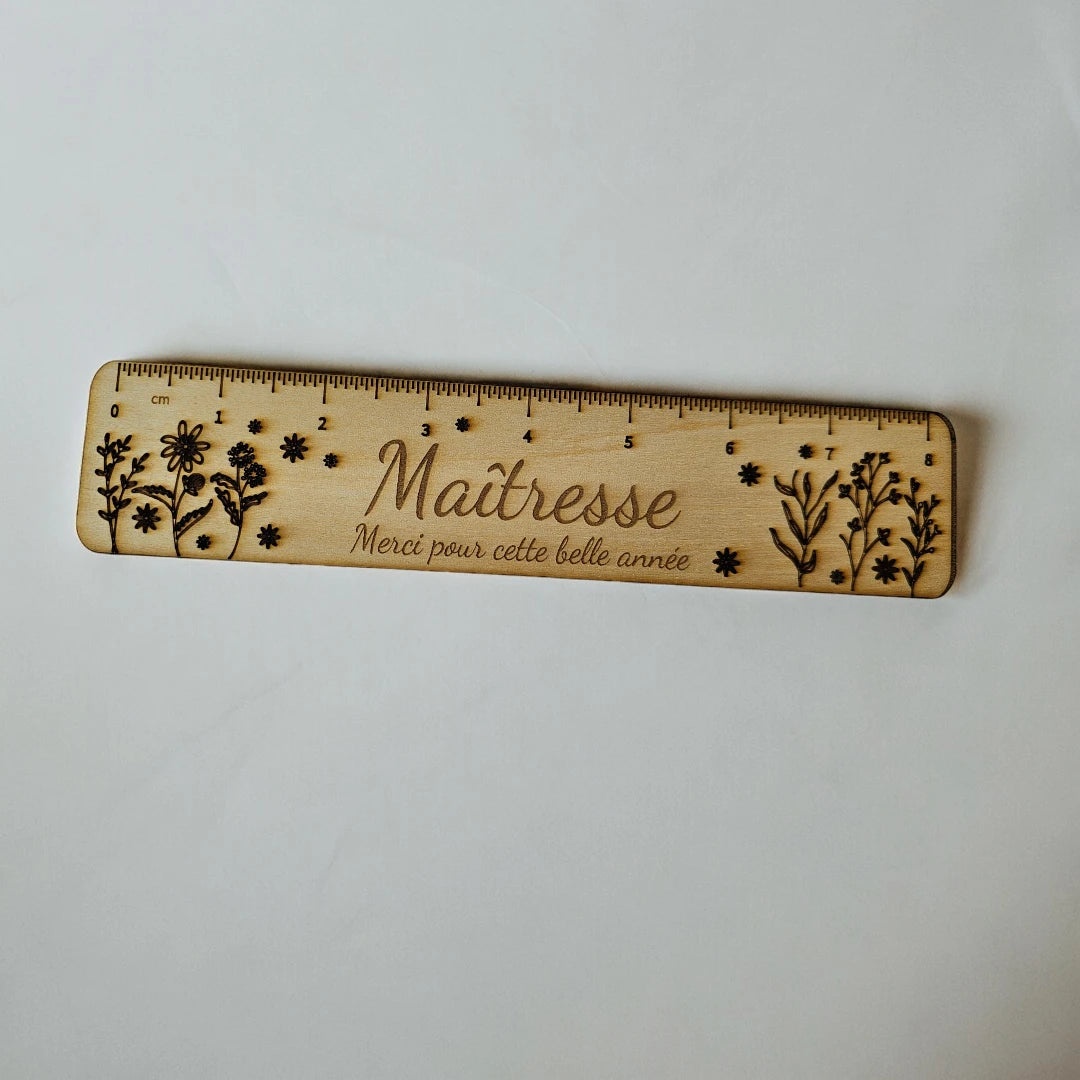 0 cm 1 2 3 4 5 6 7 8
Maîtresse
Merci pour cette belle année